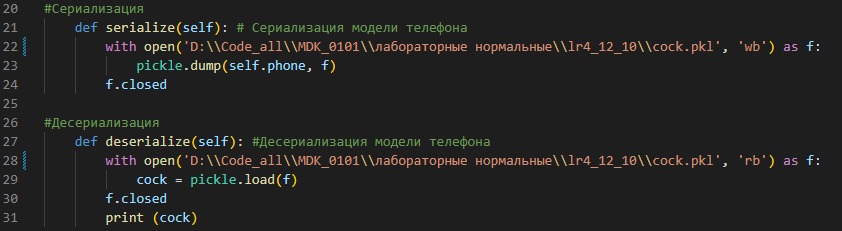 20 #Сериализация
21     def serialize(self): # Сериализация модели телефона
22         with open('D:\\Code_all\\MDK_0101\\лабораторные нормальные\\lr4_12_10\\cock.pkl', 'wb') as f:
23             pickle.dump(self.phone, f)
24         f.closed
25
26 #Десериализация
27     def deserialize(self): #Десериализация модели телефона
28         with open('D:\\Code_all\\MDK_0101\\лабораторные нормальные\\lr4_12_10\\cock.pkl', 'rb') as f:
29             cock = pickle.load(f)
30         f.closed
31         print (cock)